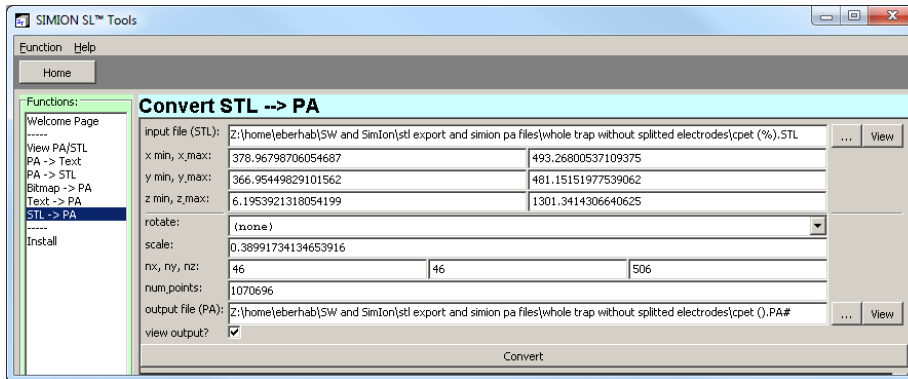 SIMION SL™ Tools
Function Help
Home
Functions:
Welcome Page
-----
View PA/STL
PA -> Text
PA -> STL
Bitmap -> PA
Text -> PA
STL -> PA
-----
Install
Convert STL --> PA
input file (STL): Z:\home\eberhab\SW and SimIon\stl export and simion pa files\whole trap without splitted electrodes\cpet (%).STL ... View
x min, x_max: 378.96798706054687 493.26800537109375
y min, y_max: 366.95449829101562 481.15151977539062
z min, z_max: 6.1953921318054199 1301.3414306640625
rotate: (none)
scale: 0.38991734134653916
nx, ny, nz: 46 46 506
num_points: 1070696
output file (PA): Z:\home\eberhab\SW and SimIon\stl export and simion pa files\whole trap without splitted electrodes\cpet ().PA# ... View
view output?
Convert